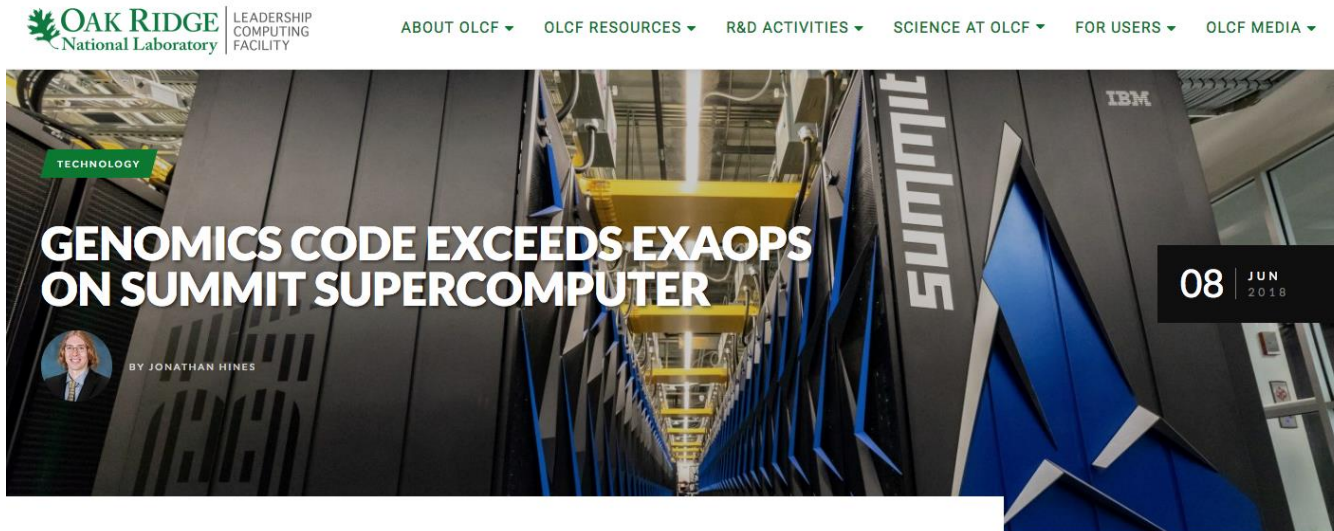 OAK RIDGE
National Laboratory
LEADERSHIP
COMPUTING
FACILITY
ABOUT OLCF
OLCF RESOURCES
R&D ACTIVITIES
SCIENCE AT OLCF
FOR USERS
OLCF MEDIA
summit
IBM
TECHNOLOGY
GENOMICS CODE EXCEEDS EXAOPS
ON SUMMIT SUPERCOMPUTER
08
JUN
2018
BY JONATHAN HINES